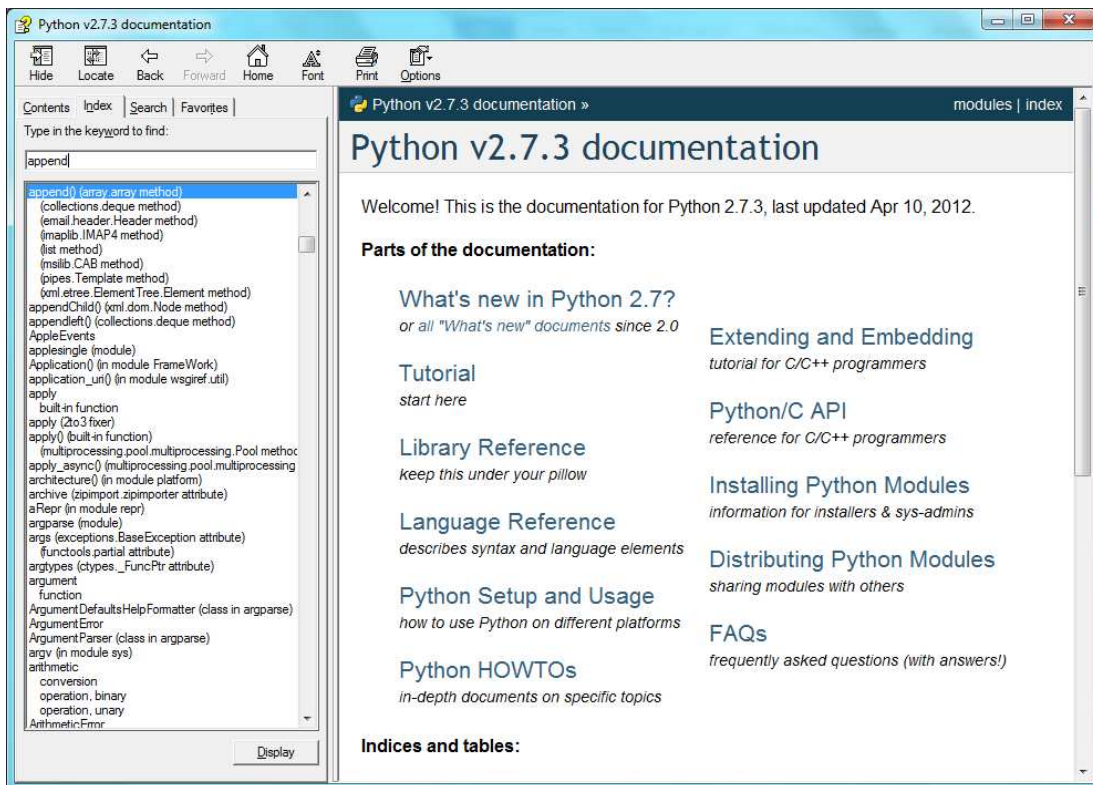 Python v2.7.3 documentation
Hide Locate Back Forward Home Font Print Options
Contents Index Search Favorites
Type in the keyword to find:
append
append() (array.array method)
(collections.deque method)
(email.header.Header method)
(imaplib.IMAP4 method)
(list method)
(msilib.CAB method)
(pipes.Template method)
(xml.etree.ElementTree.Element method)
appendChild() (xml.dom.Node method)
appendleft() (collections.deque method)
AppleEvents
applesingle (module)
Application() (in module FrameWork)
application_uri() (in module wsgiref.util)
apply
built-in function
apply (2to3 fixer)
apply() (built-in function)
(multiprocessing.pool.multiprocessing.Pool methoc
apply_async() (multiprocessing.pool.multiprocessing
architecture() (in module platform)
archive (zipimport.zipimporter attribute)
aRepr (in module repr)
argparse (module)
args (exceptions.BaseException attribute)
(functools.partial attribute)
argtypes (ctypes._FuncPtr attribute)
argument
function
ArgumentDefaultsHelpFormatter (class in argparse)
ArgumentError
ArgumentParser (class in argparse)
argv (in module sys)
arithmetic
conversion
operation, binary
operation, unary
ArithmeticError
Display
Python v2.7.3 documentation »
modules | index
Python v2.7.3 documentation
Welcome! This is the documentation for Python 2.7.3, last updated Apr 10, 2012.
Parts of the documentation:
What's new in Python 2.7?
or all "What's new" documents since 2.0
Tutorial
start here
Library Reference
keep this under your pillow
Language Reference
describes syntax and language elements
Python Setup and Usage
how to use Python on different platforms
Python HOWTOs
in-depth documents on specific topics
Extending and Embedding
tutorial for C/C++ programmers
Python/C API
reference for C/C++ programmers
Installing Python Modules
information for installers & sys-admins
Distributing Python Modules
sharing modules with others
FAQs
frequently asked questions (with answers!)
Indices and tables: